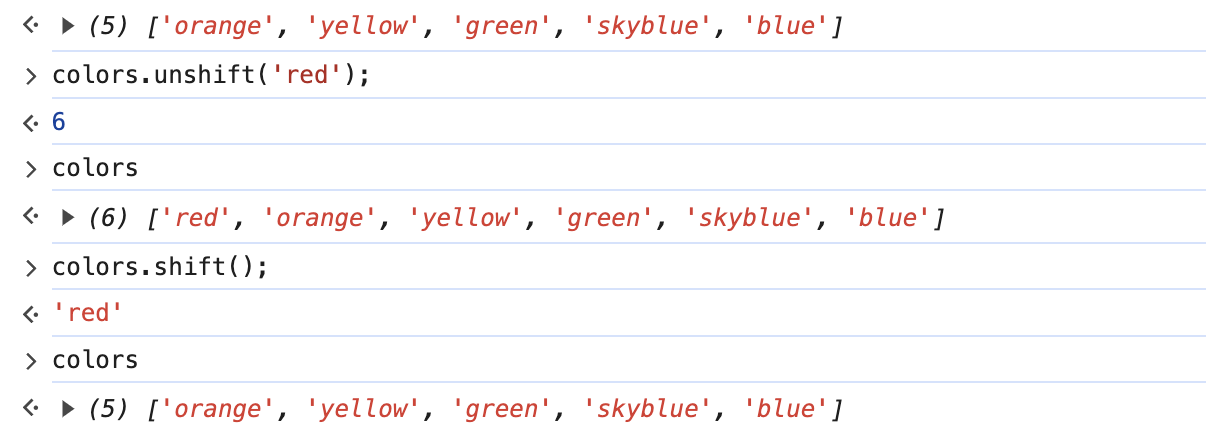 (5) ['orange', 'yellow', 'green', 'skyblue', 'blue']
colors.unshift('red');
6
colors
(6) ['red', 'orange', 'yellow', 'green', 'skyblue', 'blue']
colors.shift();
'red'
colors
(5) ['orange', 'yellow', 'green', 'skyblue', 'blue']